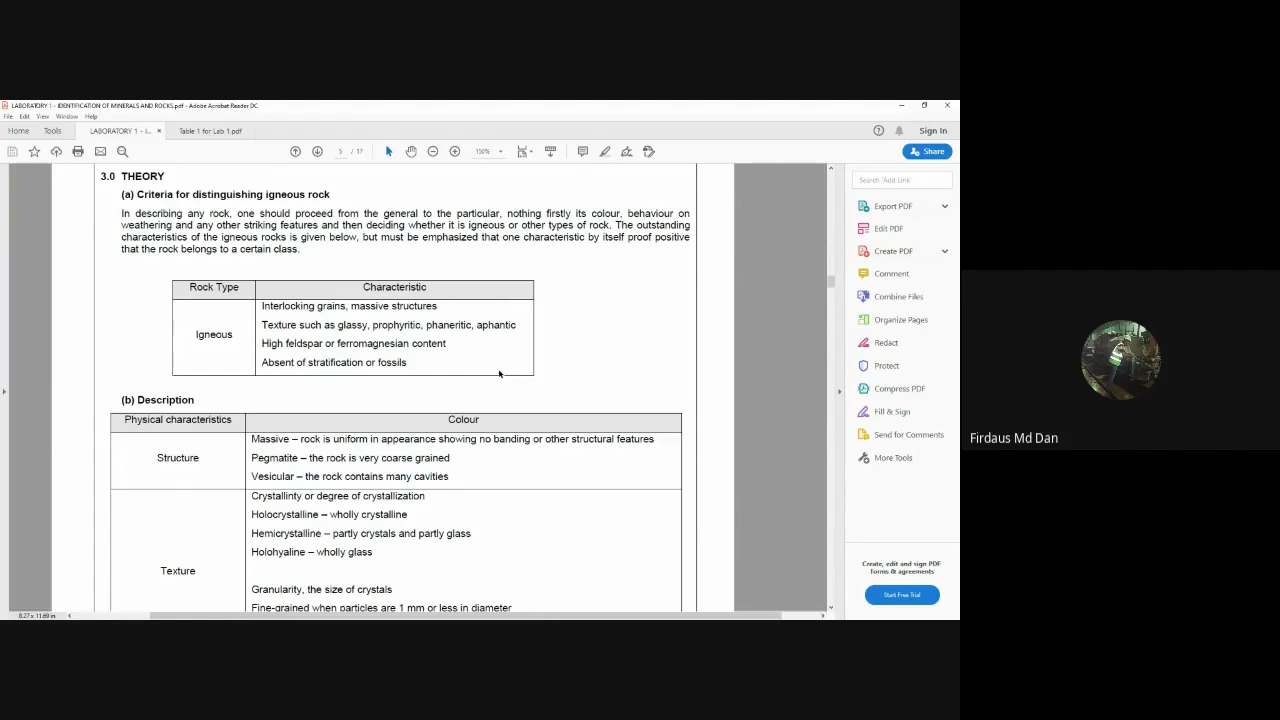 LABORATORY 1 - IDENTIFICATION OF MINERALS AND ROCKS.pdf - Adobe Acrobat Reader DC
File Edit View Window Help
Home Tools LABORATORY 1 - I... × Table 1 for Lab 1.pdf Sign In
5 / 17 150% Share
3.0 THEORY
(a) Criteria for distinguishing igneous rock
In describing any rock, one should proceed from the general to the particular, nothing firstly its colour, behaviour on
weathering and any other striking features and then deciding whether it is igneous or other types of rock. The outstanding
characteristics of the igneous rocks is given below, but must be emphasized that one characteristic by itself proof positive
that the rock belongs to a certain class.
Rock Type Characteristic
Igneous
Interlocking grains, massive structures
Texture such as glassy, prophyritic, phaneritic, aphantic
High feldspar or ferromagnesian content
Absent of stratification or fossils
(b) Description
Physical characteristics Colour
Structure
Massive – rock is uniform in appearance showing no banding or other structural features
Pegmatite – the rock is very coarse grained
Vesicular – the rock contains many cavities
Texture
Crystallinty or degree of crystallization
Holocrystalline – wholly crystalline
Hemicrystalline – partly crystals and partly glass
Holohyaline – wholly glass
Granularity, the size of crystals
Fine-grained when particles are 1 mm or less in diameter
8.27 x 11.69 in
Search 'Add Link'
Export PDF
Edit PDF
Create PDF
Comment
Combine Files
Organize Pages
Redact
Protect
Compress PDF
Fill & Sign
Send for Comments
More Tools
Create, edit and sign PDF
forms & agreements
Start Free Trial
Firdaus Md Dan